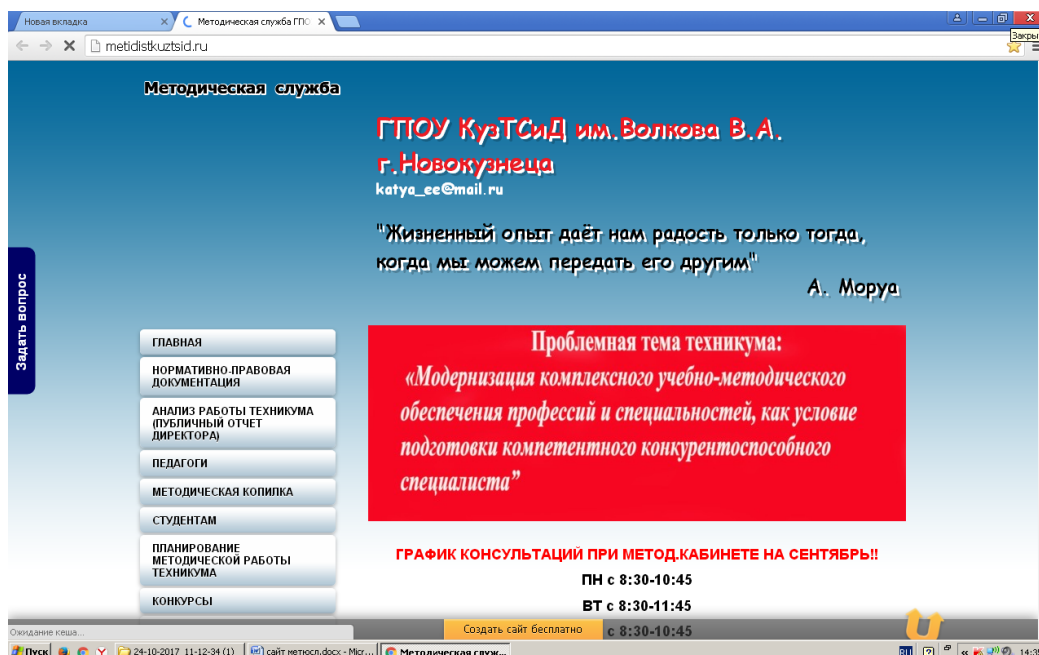 Новая вкладка
Методическая служба ГПО
Закры
metidistkuztsid.ru
Методическая служба
ГПОУ КузТСиД им.Волкова В.А.
г.Новокузнеца
katya_ee@mail.ru
"Жизненный опыт даёт нам радость только тогда,
когда мы можем передать его другим"
А. Моруа
Задать вопрос
ГЛАВНАЯ
НОРМАТИВНО-ПРАВОВАЯ
ДОКУМЕНТАЦИЯ
АНАЛИЗ РАБОТЫ ТЕХНИКУМА
(ПУБЛИЧНЫЙ ОТЧЕТ
ДИРЕКТОРА)
ПЕДАГОГИ
МЕТОДИЧЕСКАЯ КОПИЛКА
СТУДЕНТАМ
ПЛАНИРОВАНИЕ
МЕТОДИЧЕСКОЙ РАБОТЫ
ТЕХНИКУМА
КОНКУРСЫ
Проблемная тема техникума:
«Модернизация комплексного учебно-методического
обеспечения профессий и специальностей, как условие
подготовки компетентного конкурентоспособного
специалиста”
ГРАФИК КОНСУЛЬТАЦИЙ ПРИ МЕТОД.КАБИНЕТЕ НА СЕНТЯБРЬ!!
ПН с 8:30-10:45
ВТ с 8:30-11:45
с 8:30-10:45
Создать сайт бесплатно
Ожидание кеша...
Пуск
24-10-2017_11-12-34 (1)
сайт метюсл.docx - Micr...
Методическая служ...
RU
14:35